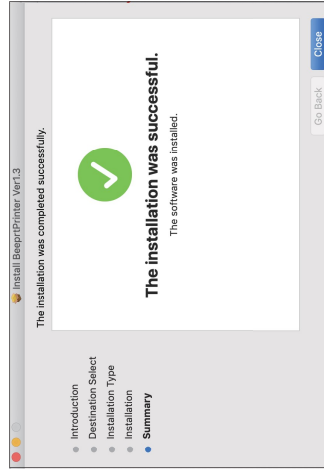 Install BeeprtPrinter Ver1.3
The installation was completed successfully.
Introduction
Destination Select
Installation Type
Installation
Summary
The installation was successful.
The software was installed.
Go Back
Close